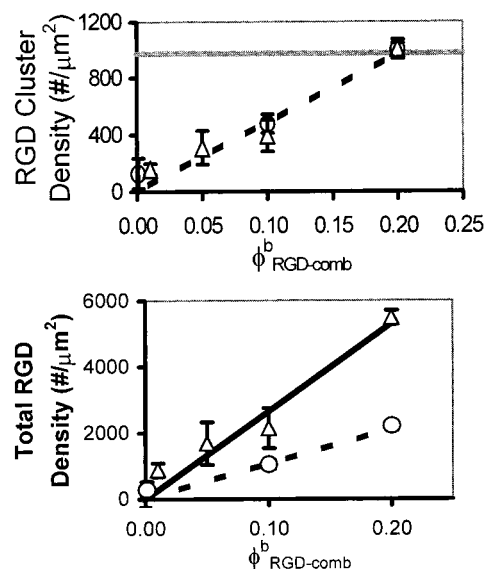 RGD Cluster
Density (#/μm²)
1200
800
400
0
0.00 0.05 0.10 0.15 0.20 0.25
ϕᵇRGD-comb
Total RGD
Density (#/μm²)
6000
4000
2000
0
0.00 0.10 0.20
ϕᵇRGD-comb